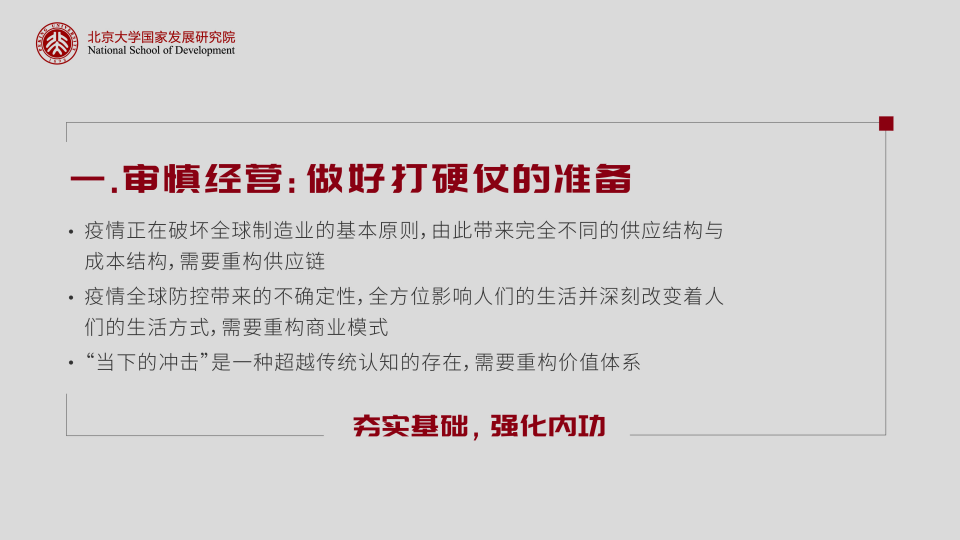 北京大学国家发展研究院
National School of Development
一.审慎经营:做好打硬仗的准备
• 疫情正在破坏全球制造业的基本原则,由此带来完全不同的供应结构与
成本结构,需要重构供应链
• 疫情全球防控带来的不确定性,全方位影响人们的生活并深刻改变着人
们的生活方式,需要重构商业模式
• “当下的冲击”是一种超越传统认知的存在,需要重构价值体系
夯实基础,强化内功